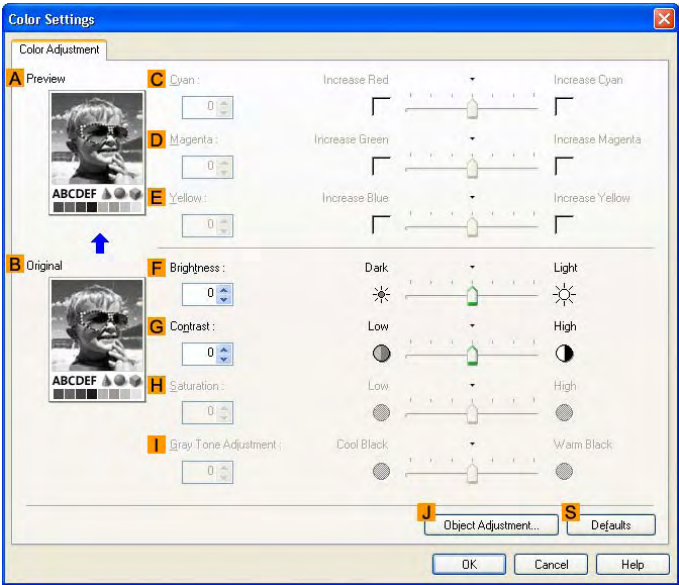 Color Settings
Color Adjustment
A Preview
ABCDEF
B Original
ABCDEF
C Cyan :
Increase Red
Increase Cyan
0
D Magenta :
Increase Green
Increase Magenta
0
E Yellow :
Increase Blue
Increase Yellow
0
F Brightness :
Dark
Light
0
G Contrast :
Low
High
0
H Saturation :
Low
High
0
I Gray Tone Adjustment :
Cool Black
Warm Black
0
J Object Adjustment...
S Defaults
OK
Cancel
Help